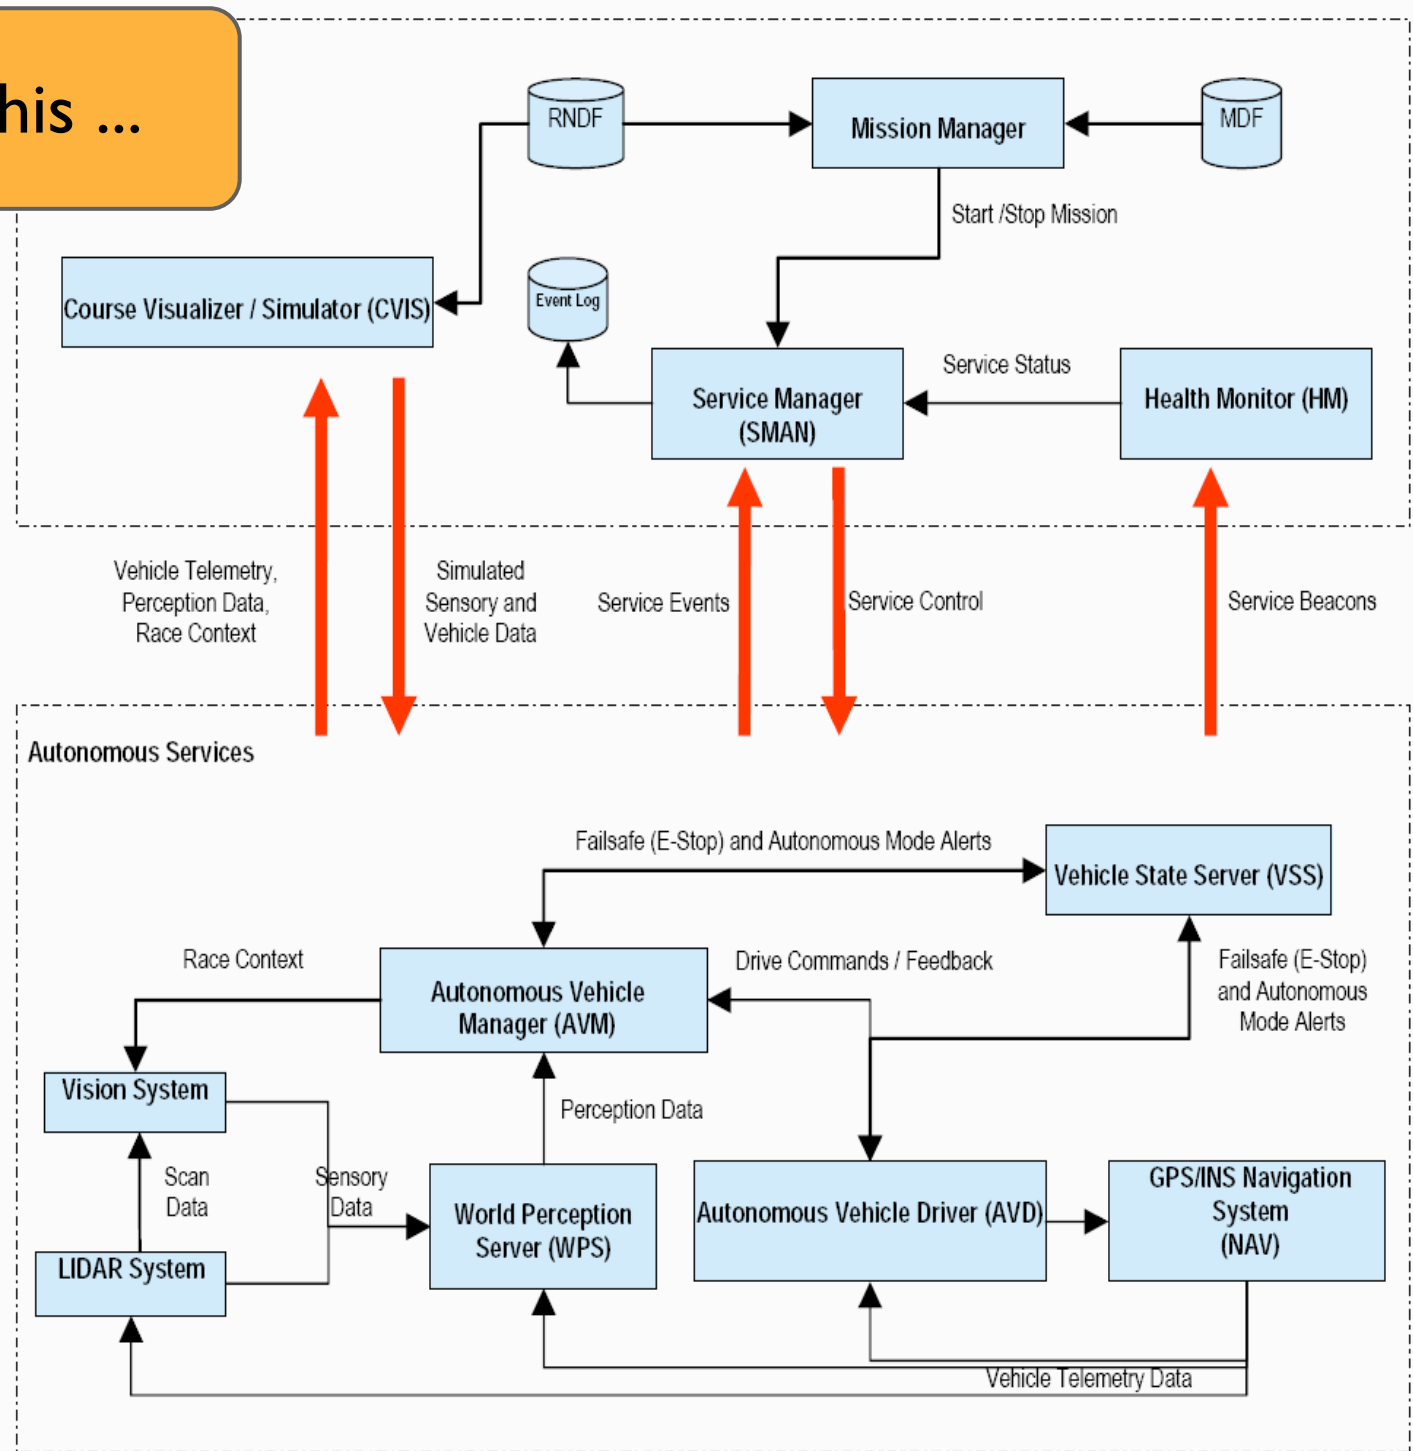 his ...
RNDF
Mission Manager
MDF
Start /Stop Mission
Course Visualizer / Simulator (CVIS)
Event Log
Service Manager
(SMAN)
Service Status
Health Monitor (HM)
Vehicle Telemetry,
Perception Data,
Race Context
Simulated
Sensory and
Vehicle Data
Service Events
Service Control
Service Beacons
Autonomous Services
Failsafe (E-Stop) and Autonomous Mode Alerts
Vehicle State Server (VSS)
Race Context
Autonomous Vehicle
Manager (AVM)
Drive Commands / Feedback
Failsafe (E-Stop)
and Autonomous
Mode Alerts
Vision System
Perception Data
Scan
Data
Sensory
Data
World Perception
Server (WPS)
Autonomous Vehicle Driver (AVD)
GPS/INS Navigation
System
(NAV)
LIDAR System
Vehicle Telemetry Data